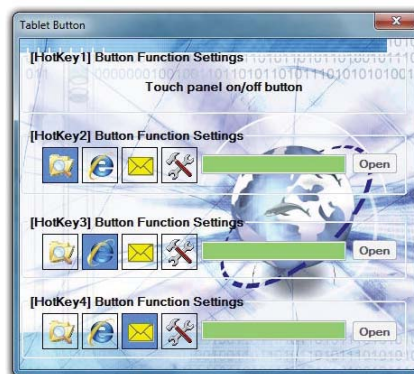 Tablet Button
[HotKey1] Button Function Settings
Touch panel on/off button
[HotKey2] Button Function Settings
Open
[HotKey3] Button Function Settings
Open
[HotKey4] Button Function Settings
Open